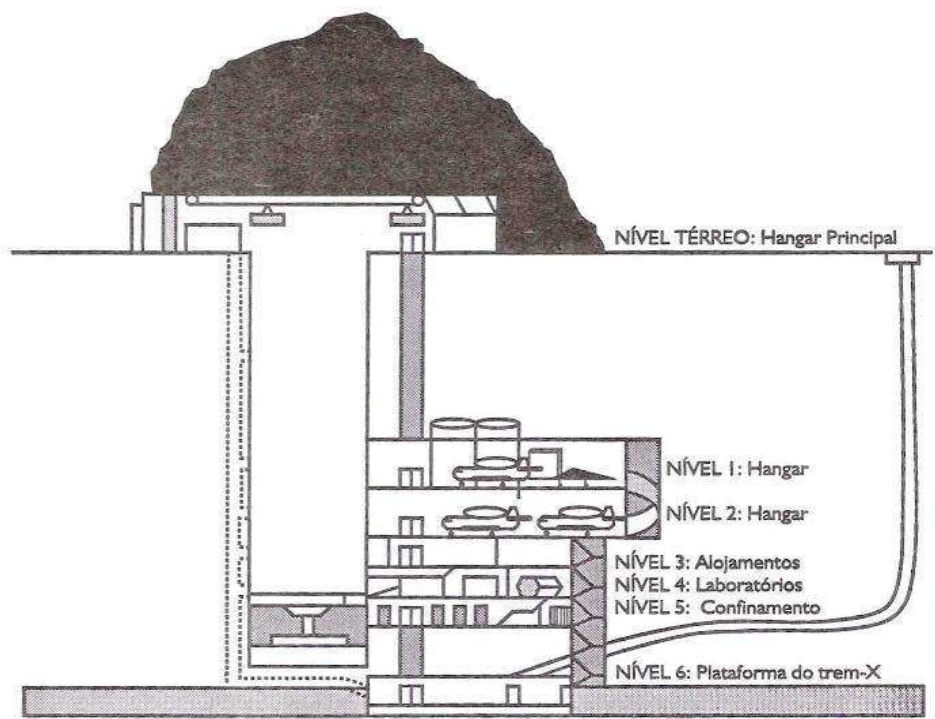 NÍVEL TÉRREO: Hangar Principal
NÍVEL 1: Hangar
NÍVEL 2: Hangar
NÍVEL 3: Alojamentos
NÍVEL 4: Laboratórios
NÍVEL 5: Confinamento
NÍVEL 6: Plataforma do trem-X